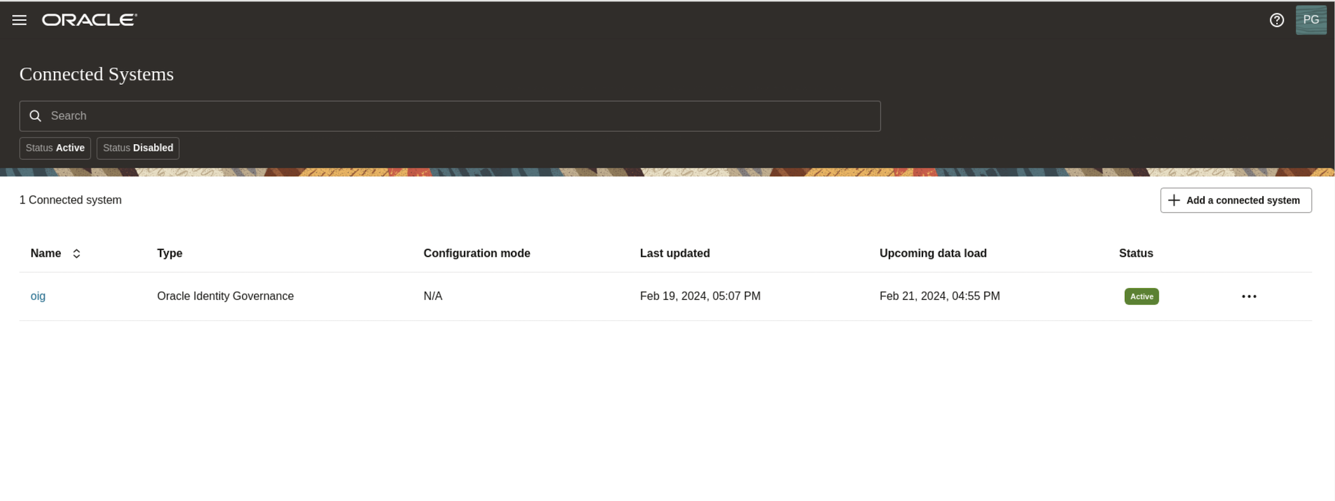 ORACLE
PG
Connected Systems
Search
Status Active Status Disabled
1 Connected system
Add a connected system
Name Type Configuration mode Last updated Upcoming data load Status
oig Oracle Identity Governance N/A Feb 19, 2024, 05:07 PM Feb 21, 2024, 04:55 PM Active